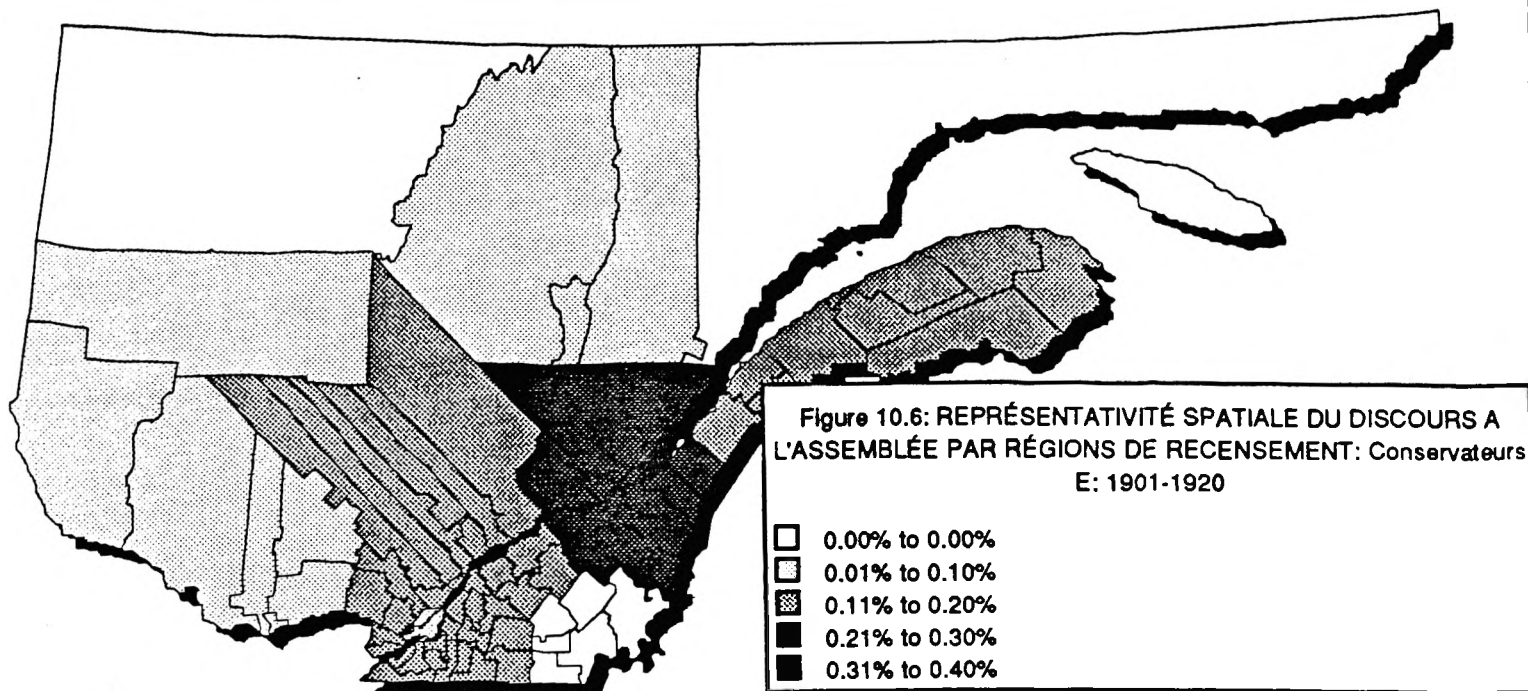 Figure 10.6: REPRÉSENTATIVITÉ SPATIALE DU DISCOURS A
L'ASSEMBLÉE PAR RÉGIONS DE RECENSEMENT: Conservateurs
E: 1901-1920
0.00% to 0.00%
0.01% to 0.10%
0.11% to 0.20%
0.21% to 0.30%
0.31% to 0.40%